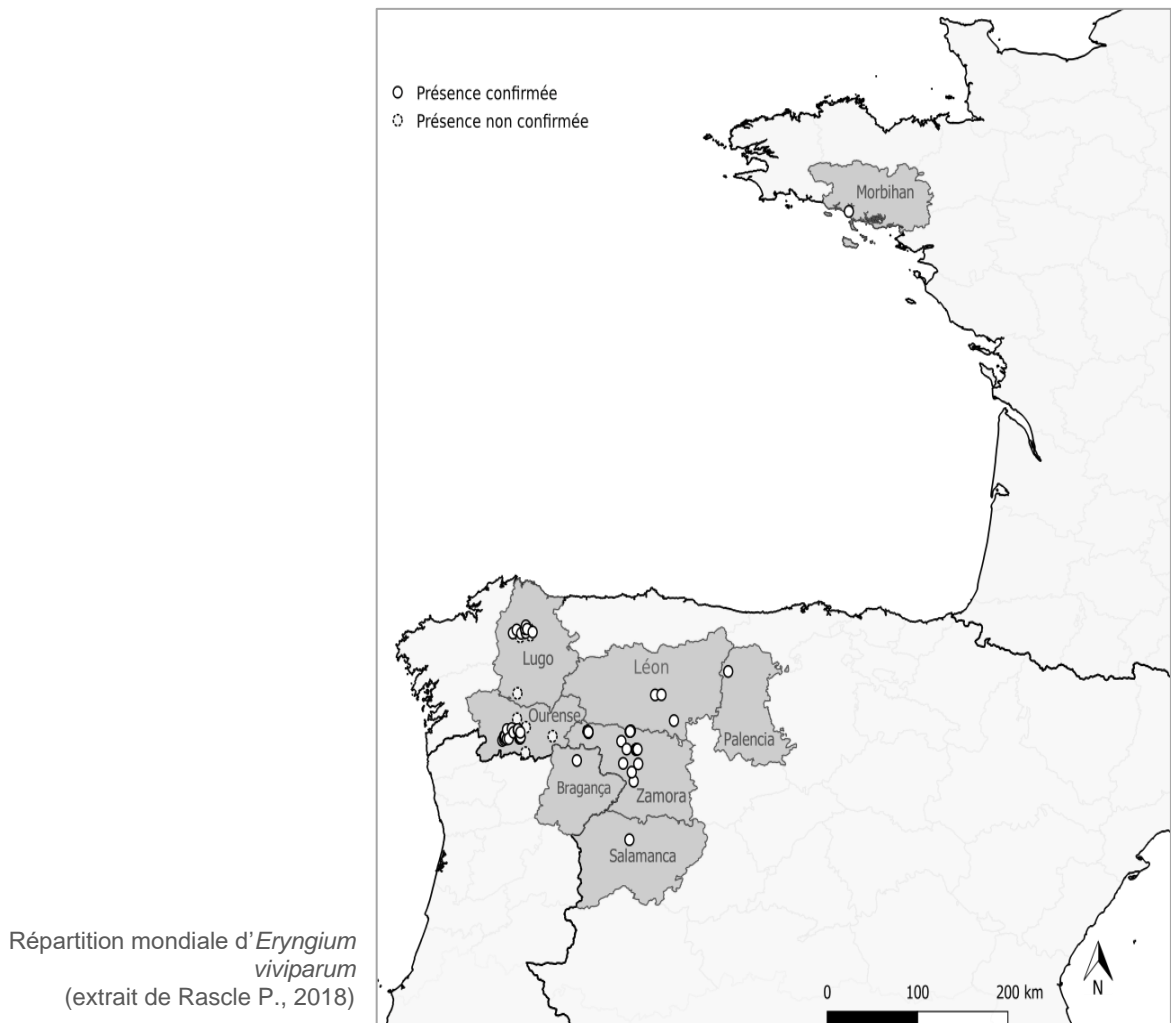 Présence confirmée
Présence non confirmée
Morbihan
Lugo
Léon
Ourense
Palencia
Bragança
Zamora
Salamanca
Répartition mondiale d'Eryngium
viviparum
(extrait de Rascle P., 2018)
N
0 100 200 km